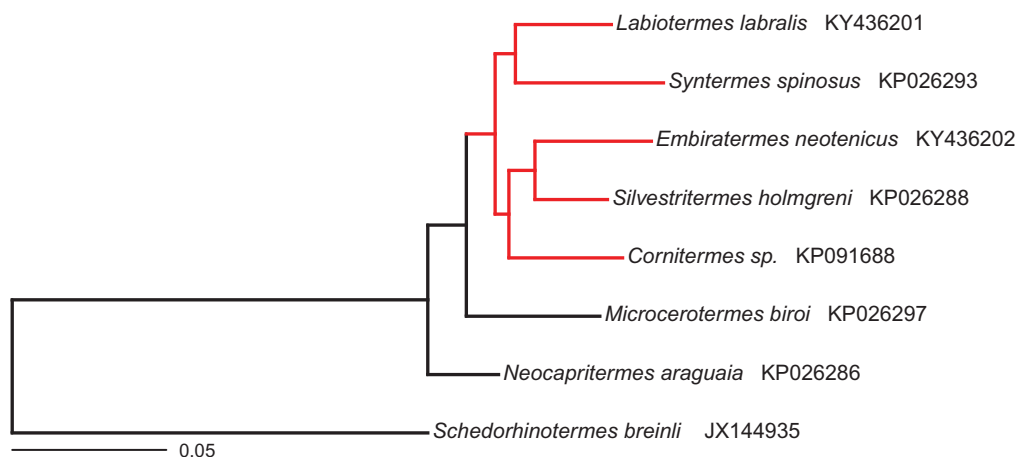 Labiotermes labralis KY436201
Syntermes spinosus KP026293
Embiratermes neotenicus KY436202
Silvestritermes holmgreni KP026288
Cornitermes sp. KP091688
Microcerotermes biroi KP026297
Neocapritermes araguaia KP026286
Schedorhinotermes breinli JX144935
0.05